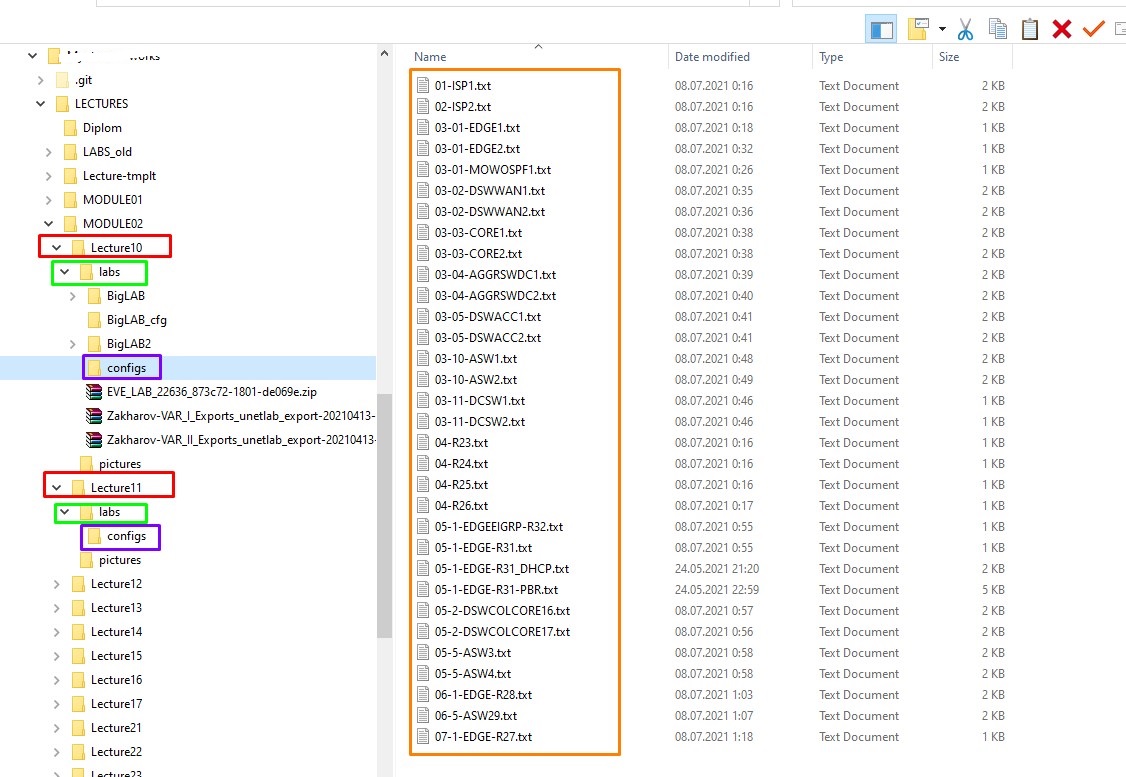 .git
LECTURES
Diplom
LABS_old
Lecture-tmplt
MODULE01
MODULE02
Lecture10
labs
BigLAB
BigLAB_cfg
BigLAB2
configs
EVE_LAB_22636_873c72-1801-de069e.zip
Zakharov-VAR_I_Exports_unetlab_export-20210413-
Zakharov-VAR_II_Exports_unetlab_export-20210413-
pictures
Lecture11
labs
configs
pictures
Lecture12
Lecture13
Lecture14
Lecture15
Lecture16
Lecture17
Lecture21
Lecture22
Lecture23
Name Date modified Type Size
01-ISP1.txt 08.07.2021 0:16 Text Document 2 KB
02-ISP2.txt 08.07.2021 0:16 Text Document 2 KB
03-01-EDGE1.txt 08.07.2021 0:18 Text Document 1 KB
03-01-EDGE2.txt 08.07.2021 0:32 Text Document 1 KB
03-01-MOWOSPF1.txt 08.07.2021 0:26 Text Document 1 KB
03-02-DSWWAN1.txt 08.07.2021 0:35 Text Document 2 KB
03-02-DSWWAN2.txt 08.07.2021 0:36 Text Document 2 KB
03-03-CORE1.txt 08.07.2021 0:38 Text Document 2 KB
03-03-CORE2.txt 08.07.2021 0:38 Text Document 2 KB
03-04-AGGRSWDC1.txt 08.07.2021 0:39 Text Document 2 KB
03-04-AGGRSWDC2.txt 08.07.2021 0:40 Text Document 2 KB
03-05-DSWACC1.txt 08.07.2021 0:41 Text Document 2 KB
03-05-DSWACC2.txt 08.07.2021 0:41 Text Document 2 KB
03-10-ASW1.txt 08.07.2021 0:48 Text Document 2 KB
03-10-ASW2.txt 08.07.2021 0:49 Text Document 2 KB
03-11-DCSW1.txt 08.07.2021 0:46 Text Document 2 KB
03-11-DCSW2.txt 08.07.2021 0:46 Text Document 2 KB
04-R23.txt 08.07.2021 0:16 Text Document 1 KB
04-R24.txt 08.07.2021 0:16 Text Document 1 KB
04-R25.txt 08.07.2021 0:16 Text Document 1 KB
04-R26.txt 08.07.2021 0:17 Text Document 1 KB
05-1-EDGEEIGRP-R32.txt 08.07.2021 0:55 Text Document 1 KB
05-1-EDGE-R31.txt 08.07.2021 0:55 Text Document 1 KB
05-1-EDGE-R31_DHCP.txt 24.05.2021 21:20 Text Document 1 KB
05-1-EDGE-R31-PBR.txt 24.05.2021 22:59 Text Document 5 KB
05-2-DSWCOLCORE16.txt 08.07.2021 0:57 Text Document 2 KB
05-2-DSWCOLCORE17.txt 08.07.2021 0:56 Text Document 2 KB
05-5-ASW3.txt 08.07.2021 0:58 Text Document 2 KB
05-5-ASW4.txt 08.07.2021 0:58 Text Document 2 KB
06-1-EDGE-R28.txt 08.07.2021 1:03 Text Document 2 KB
06-5-ASW29.txt 08.07.2021 1:07 Text Document 2 KB
07-1-EDGE-R27.txt 08.07.2021 1:18 Text Document 1 KB